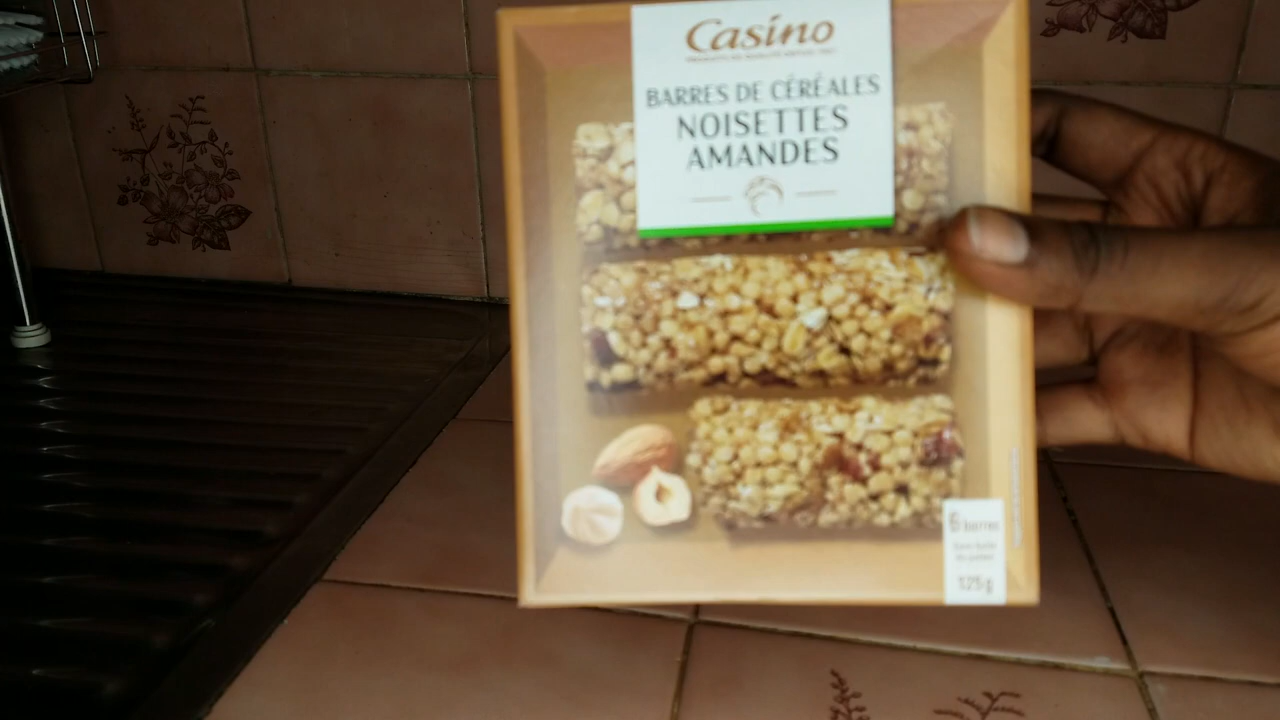 Casino
BARRES DE CÉRÉALES
NOISETTES
AMANDES
6 barres
125g